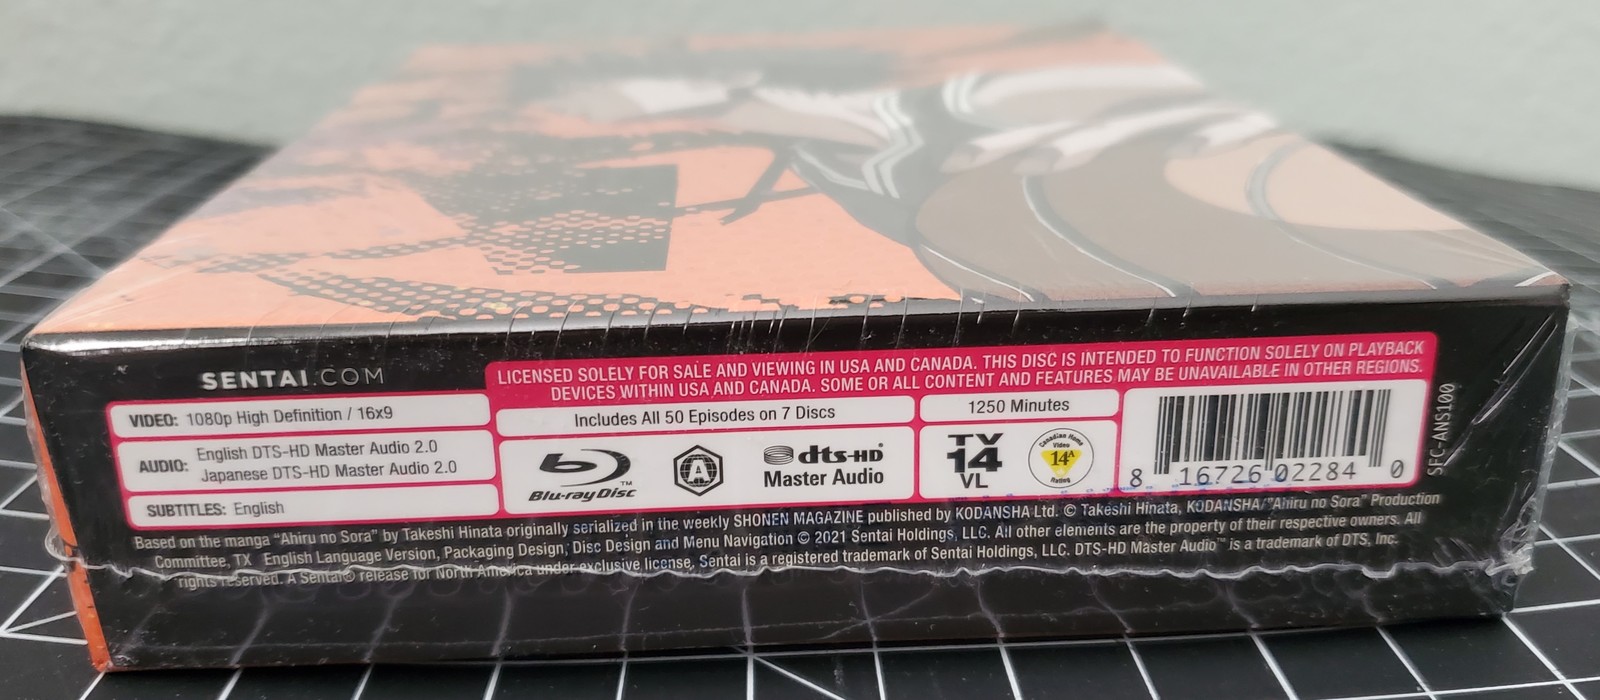 SENTAI.COM
LICENSED SOLELY FOR SALE AND VIEWING IN USA AND CANADA. THIS DISC IS INTENDED TO FUNCTION SOLELY ON PLAYBACK
DEVICES WITHIN USA AND CANADA. SOME OR ALL CONTENT AND FEATURES MAY BE UNAVAILABLE IN OTHER REGIONS.
VIDEO: 1080p High Definition / 16x9
AUDIO: English DTS-HD Master Audio 2.0
Japanese DTS-HD Master Audio 2.0
SUBTITLES: English
Includes All 50 Episodes on 7 Discs
Blu-ray Disc™
A
dts-HD®
Master Audio
1250 Minutes
TV
14
VL
Canadian Home
Video
14A
Rating
8 16726 02284 0
SFC-ANS100
Based on the manga "Ahiru no Sora" by Takeshi Hinata originally serialized in the weekly SHONEN MAGAZINE published by KODANSHA Ltd. © Takeshi Hinata, KODANSHA/"Ahiru no Sora" Production
Committee, TX English Language Version, Packaging Design, Disc Design and Menu Navigation © 2021 Sentai Holdings, LLC. All other elements are the property of their respective owners. All
rights reserved. A Sentai® release for North America under exclusive license. Sentai is a registered trademark of Sentai Holdings, LLC. DTS-HD Master Audio™ is a trademark of DTS, Inc.